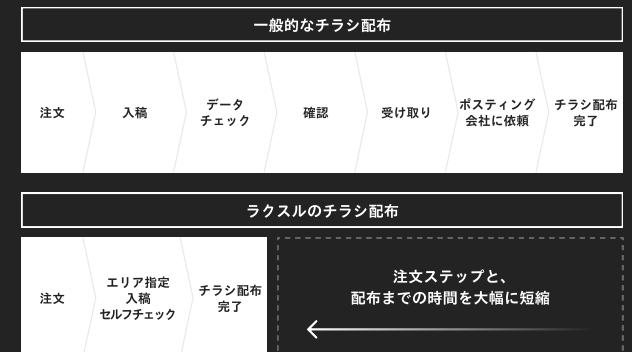 一般的なチラシ配布
注文
入稿
データ
チェック
確認
受け取り
ポスティング
会社に依頼
チラシ配布
完了
ラクスルのチラシ配布
注文
エリア指定
入稿
セルフチェック
チラシ配布
完了
注文ステップと、
配布までの時間を大幅に短縮